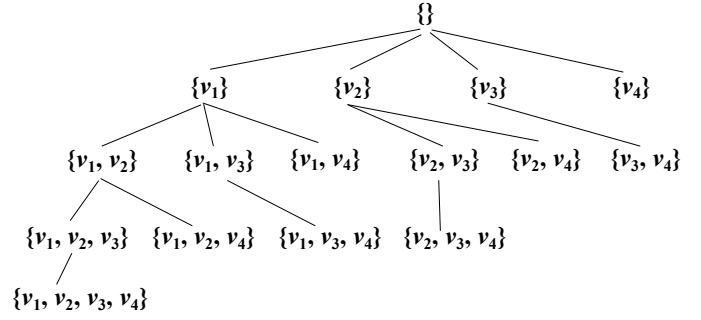 {}
{v₁} {v₂} {v₃} {v₄}
{v₁, v₂} {v₁, v₃} {v₁, v₄} {v₂, v₃} {v₂, v₄} {v₃, v₄}
{v₁, v₂, v₃} {v₁, v₂, v₄} {v₁, v₃, v₄} {v₂, v₃, v₄}
{v₁, v₂, v₃, v₄}